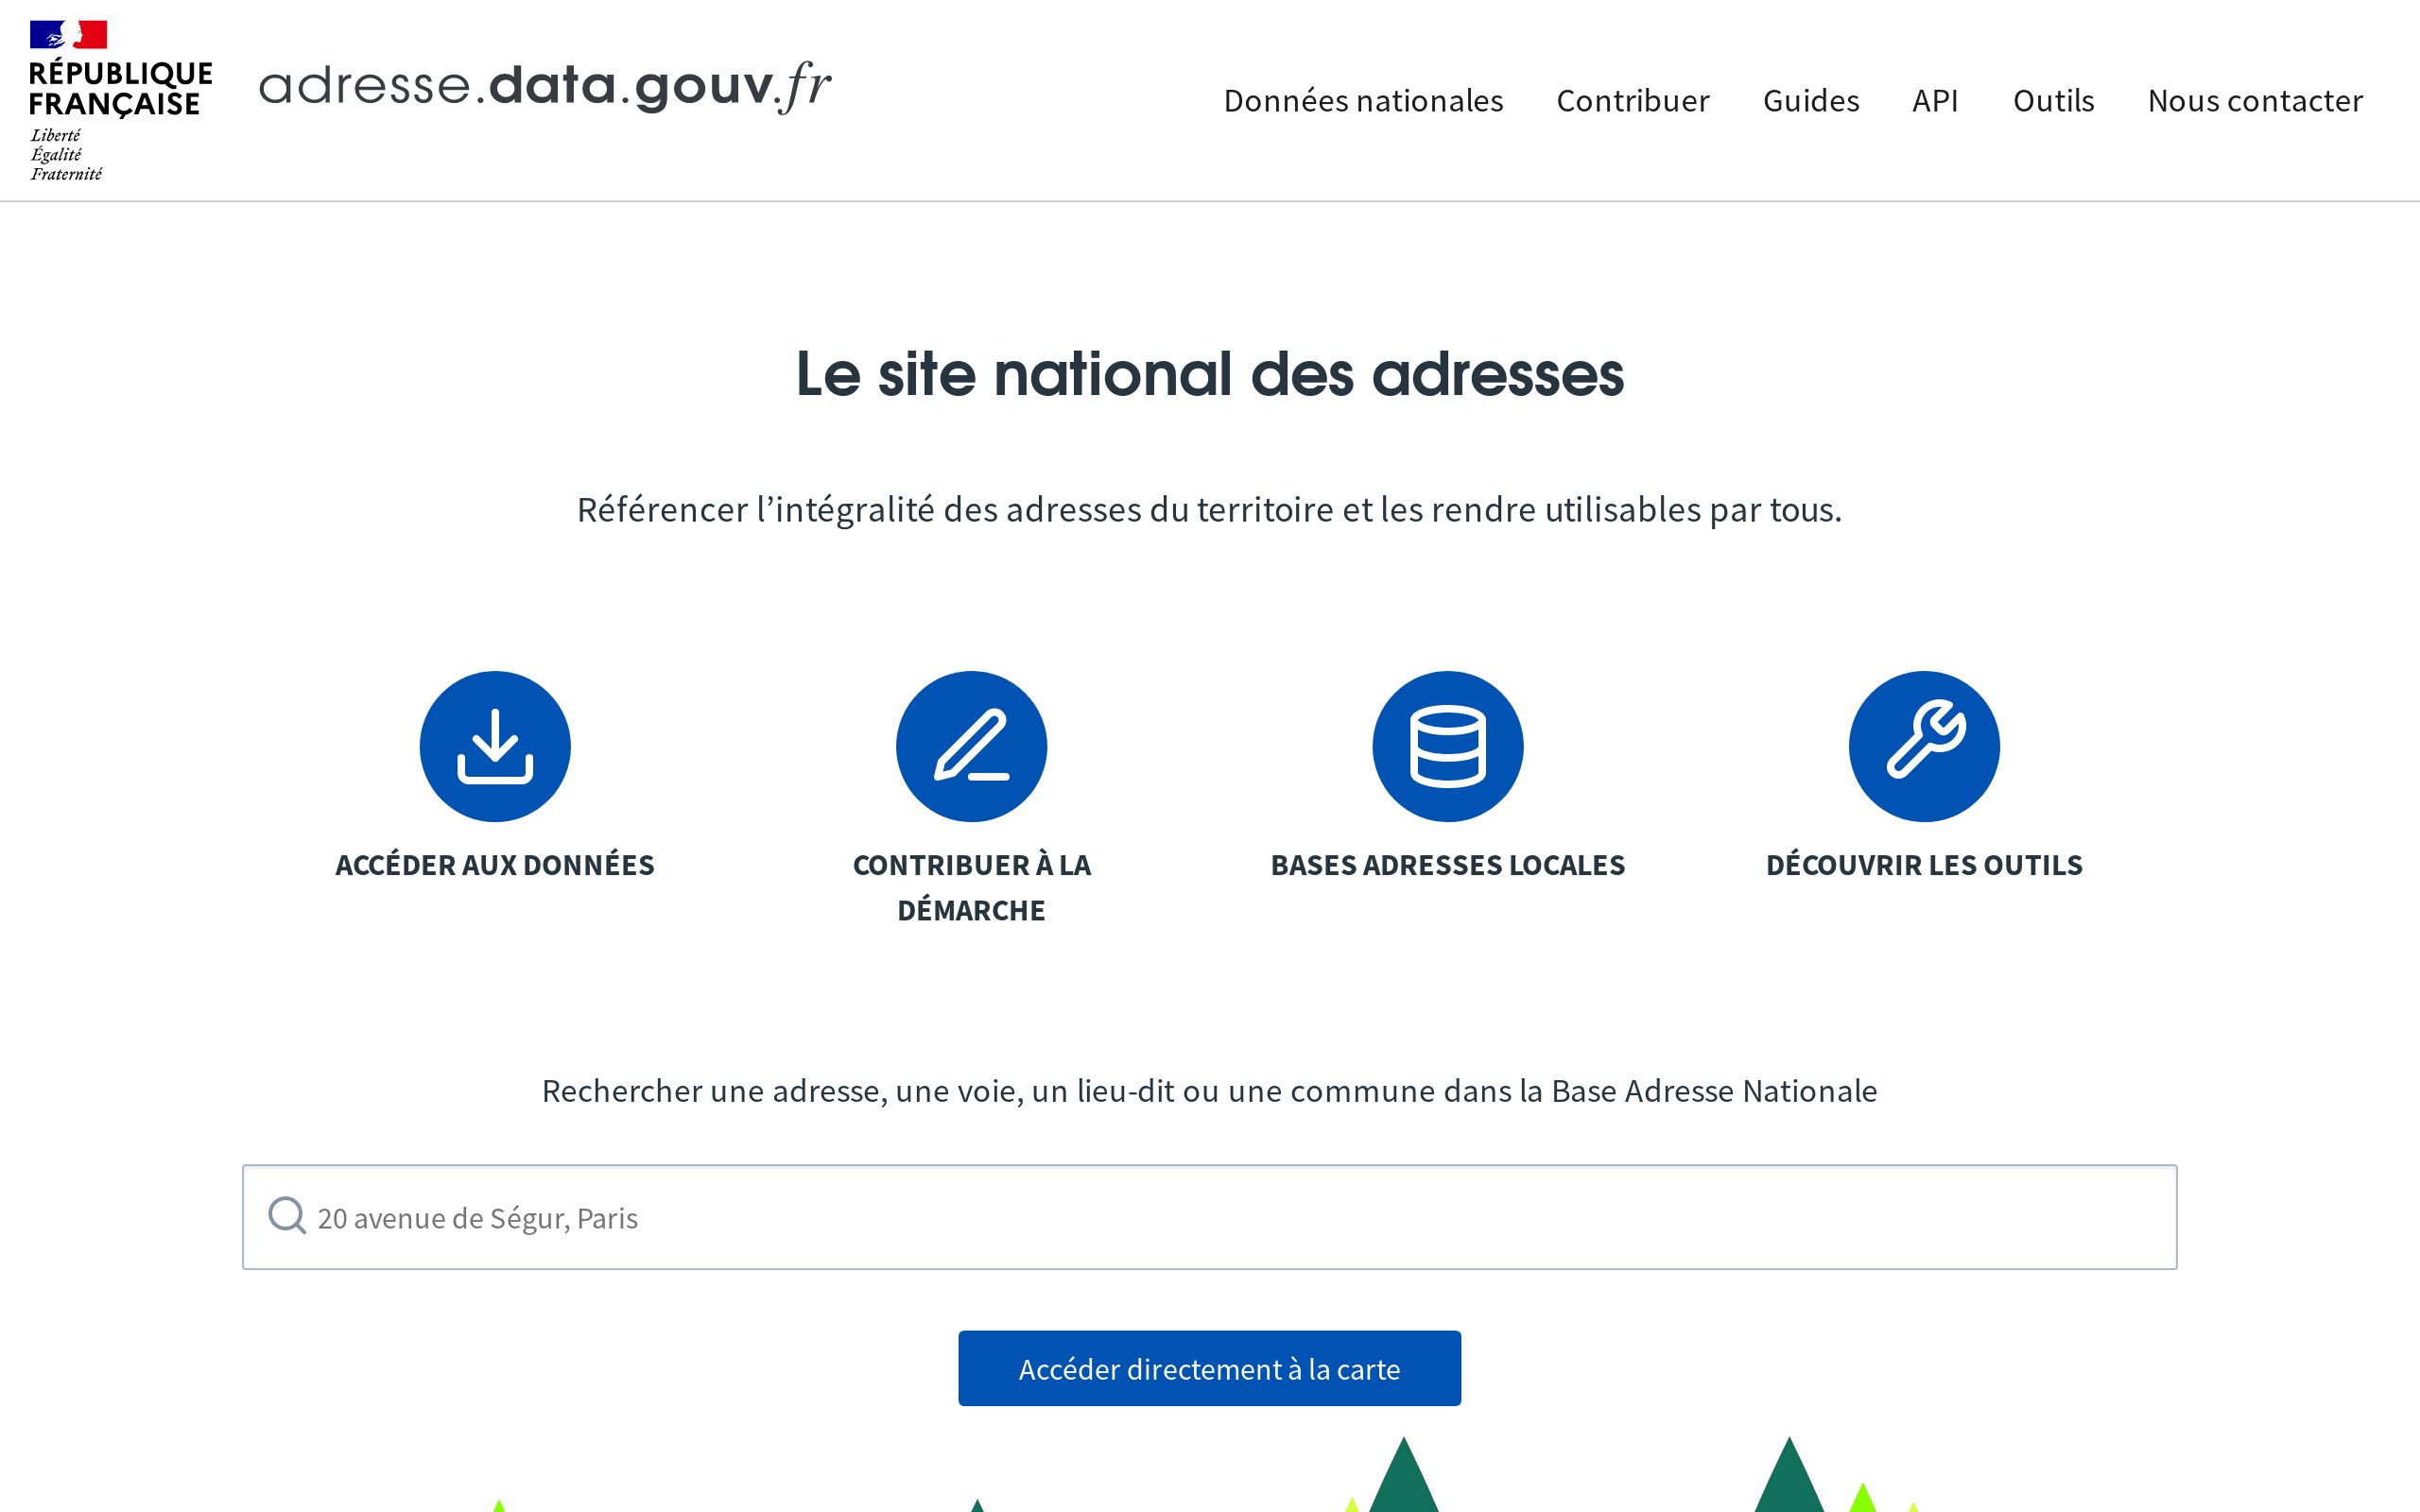 RÉPUBLIQUE
FRANÇAISE
Liberté
Égalité
Fraternité
adresse.data.gouv.fr
Données nationales
Contribuer
Guides
API
Outils
Nous contacter
Le site national des adresses
Référencer l’intégralité des adresses du territoire et les rendre utilisables par tous.
ACCÉDER AUX DONNÉES
CONTRIBUER À LA
DÉMARCHE
BASES ADRESSES LOCALES
DÉCOUVRIR LES OUTILS
Rechercher une adresse, une voie, un lieu-dit ou une commune dans la Base Adresse Nationale
20 avenue de Ségur, Paris
Accéder directement à la carte